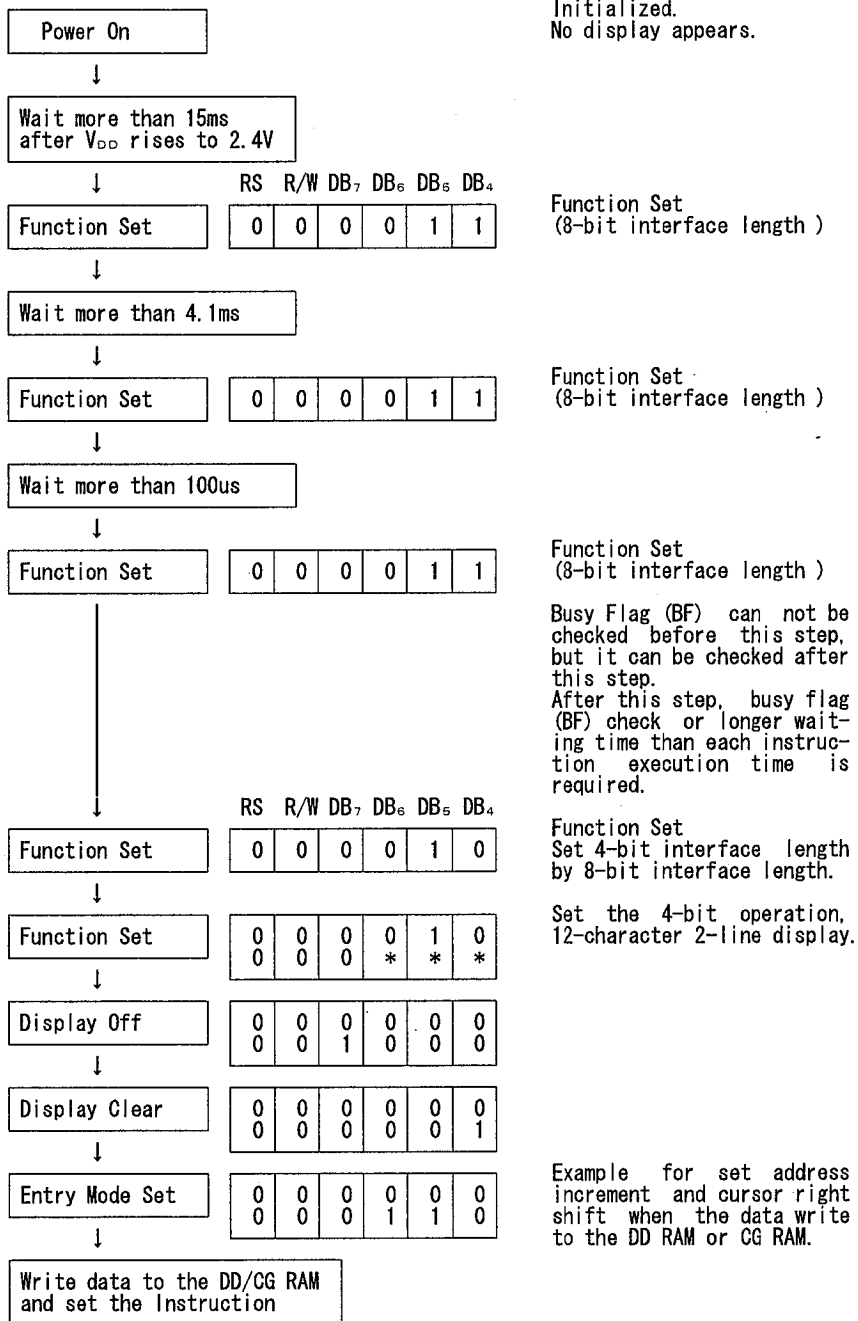 Initialized.
Power On
No display appears.
↓
Wait more than 15ms
after VDD rises to 2.4V
↓ RS R/W DB7 DB6 DB5 DB4
Function Set 0 0 0 0 1 1
Function Set
(8-bit interface length )
↓
Wait more than 4.1ms
↓
Function Set 0 0 0 0 1 1
Function Set
(8-bit interface length )
↓
Wait more than 100us
↓
Function Set 0 0 0 0 1 1
Function Set
(8-bit interface length )
Busy Flag (BF) can not be
checked before this step,
but it can be checked after
this step.
After this step, busy flag
(BF) check or longer wait-
ing time than each instruc-
tion execution time is
required.
↓ RS R/W DB7 DB6 DB5 DB4
Function Set 0 0 0 0 1 0
Function Set
Set 4-bit interface length
by 8-bit interface length.
↓
Function Set 0 0 0 0 1 0
0 0 0 * * *
Set the 4-bit operation,
12-character 2-line display.
↓
Display Off 0 0 0 0 0 0
0 0 1 0 0 0
↓
Display Clear 0 0 0 0 0 0
0 0 0 0 0 1
↓
Entry Mode Set 0 0 0 0 0 0
0 0 0 1 1 0
Example for set address
increment and cursor right
shift when the data write
to the DD RAM or CG RAM.
↓
Write data to the DD/CG RAM
and set the Instruction